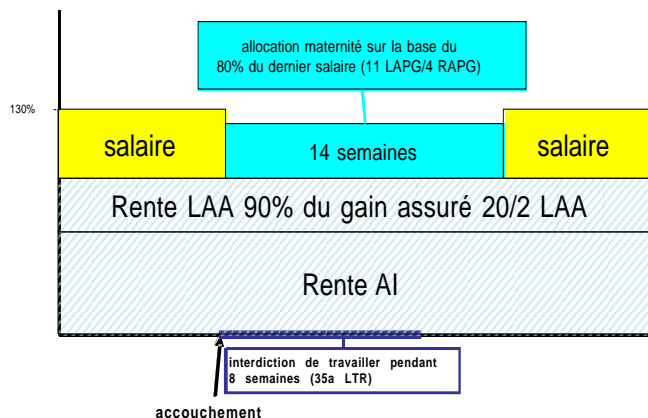 allocation maternité sur la base du
80% du dernier salaire (11 LAPG/4 RAPG)
130%
salaire
14 semaines
salaire
Rente LAA 90% du gain assuré 20/2 LAA
Rente AI
interdiction de travailler pendant
8 semaines (35a LTR)
accouchement